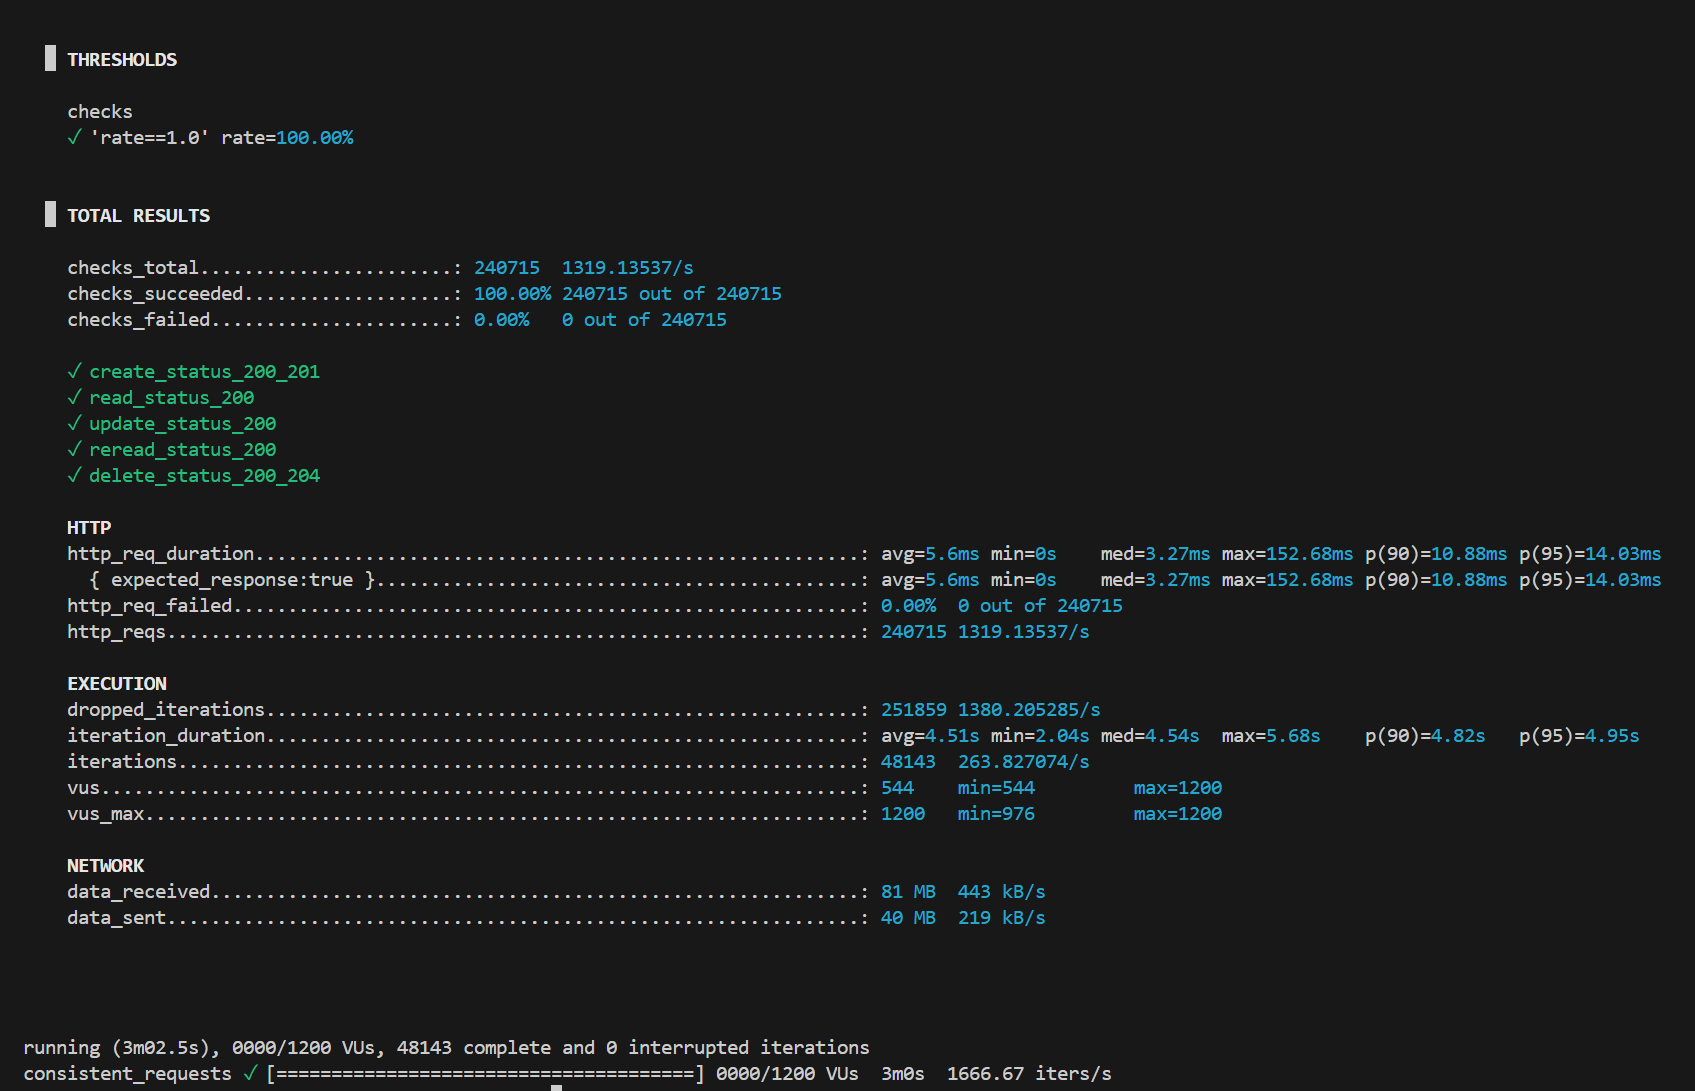 THRESHOLDS
checks
✓ 'rate==1.0' rate=100.00%
TOTAL RESULTS
checks_total.......................: 240715  1319.13537/s
checks_succeeded...................: 100.00% 240715 out of 240715
checks_failed......................: 0.00%   0 out of 240715
✓ create_status_200_201
✓ read_status_200
✓ update_status_200
✓ reread_status_200
✓ delete_status_200_204
HTTP
http_req_duration.......................................................: avg=5.6ms min=0s    med=3.27ms max=152.68ms p(90)=10.88ms p(95)=14.03ms
{ expected_response:true }............................................: avg=5.6ms min=0s    med=3.27ms max=152.68ms p(90)=10.88ms p(95)=14.03ms
http_req_failed.........................................................: 0.00%  0 out of 240715
http_reqs...............................................................: 240715 1319.13537/s
EXECUTION
dropped_iterations......................................................: 251859 1380.205285/s
iteration_duration......................................................: avg=4.51s min=2.04s med=4.54s  max=5.68s    p(90)=4.82s   p(95)=4.95s
iterations..............................................................: 48143  263.827074/s
vus.....................................................................: 544    min=544         max=1200
vus_max.................................................................: 1200   min=976         max=1200
NETWORK
data_received...........................................................: 81 MB  443 kB/s
data_sent...............................................................: 40 MB  219 kB/s
running (3m02.5s), 0000/1200 VUs, 48143 complete and 0 interrupted iterations
consistent_requests ✓ [======================================] 0000/1200 VUs  3m0s  1666.67 iters/s